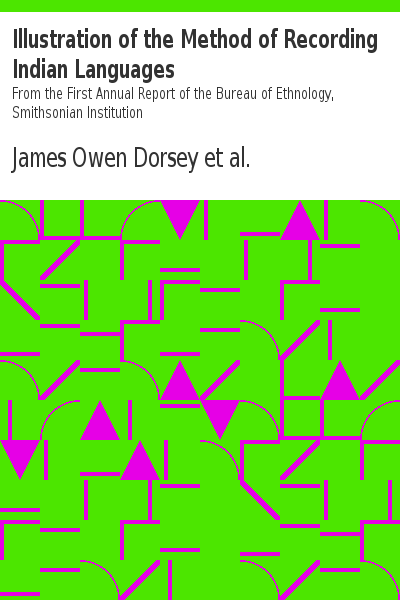 Illustration of the Method of Recording
Indian Languages
From the First Annual Report of the Bureau of Ethnology,
Smithsonian Institution
James Owen Dorsey et al.